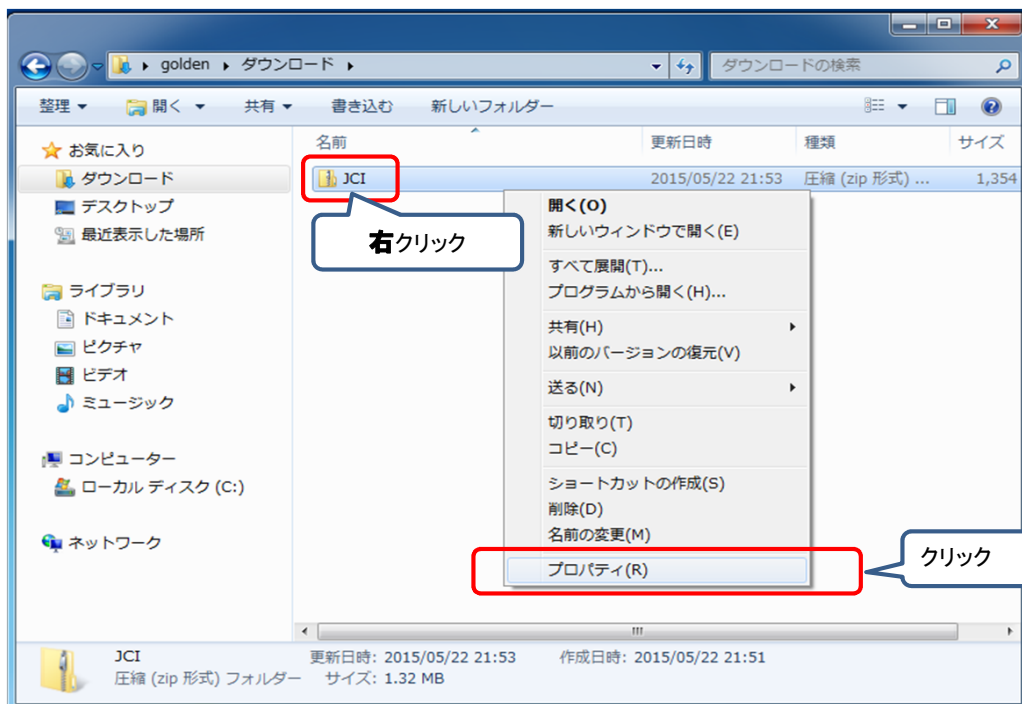 golden ダウンロード
ダウンロードの検索
整理 開く 共有 書き込む 新しいフォルダー
名前 更新日時 種類 サイズ
お気に入り
ダウンロード
デスクトップ
最近表示した場所
ライブラリ
ドキュメント
ピクチャ
ビデオ
ミュージック
コンピューター
ローカル ディスク (C:)
ネットワーク
JCI 2015/05/22 21:53 圧縮 (zip 形式) ... 1,354
右クリック
開く(O)
新しいウィンドウで開く(E)
すべて展開(T)...
プログラムから開く(H)...
共有(H)
以前のバージョンの復元(V)
送る(N)
切り取り(T)
コピー(C)
ショートカットの作成(S)
削除(D)
名前の変更(M)
プロパティ(R)
クリック
JCI 更新日時: 2015/05/22 21:53 作成日時: 2015/05/22 21:51
圧縮 (zip 形式) フォルダー サイズ: 1.32 MB